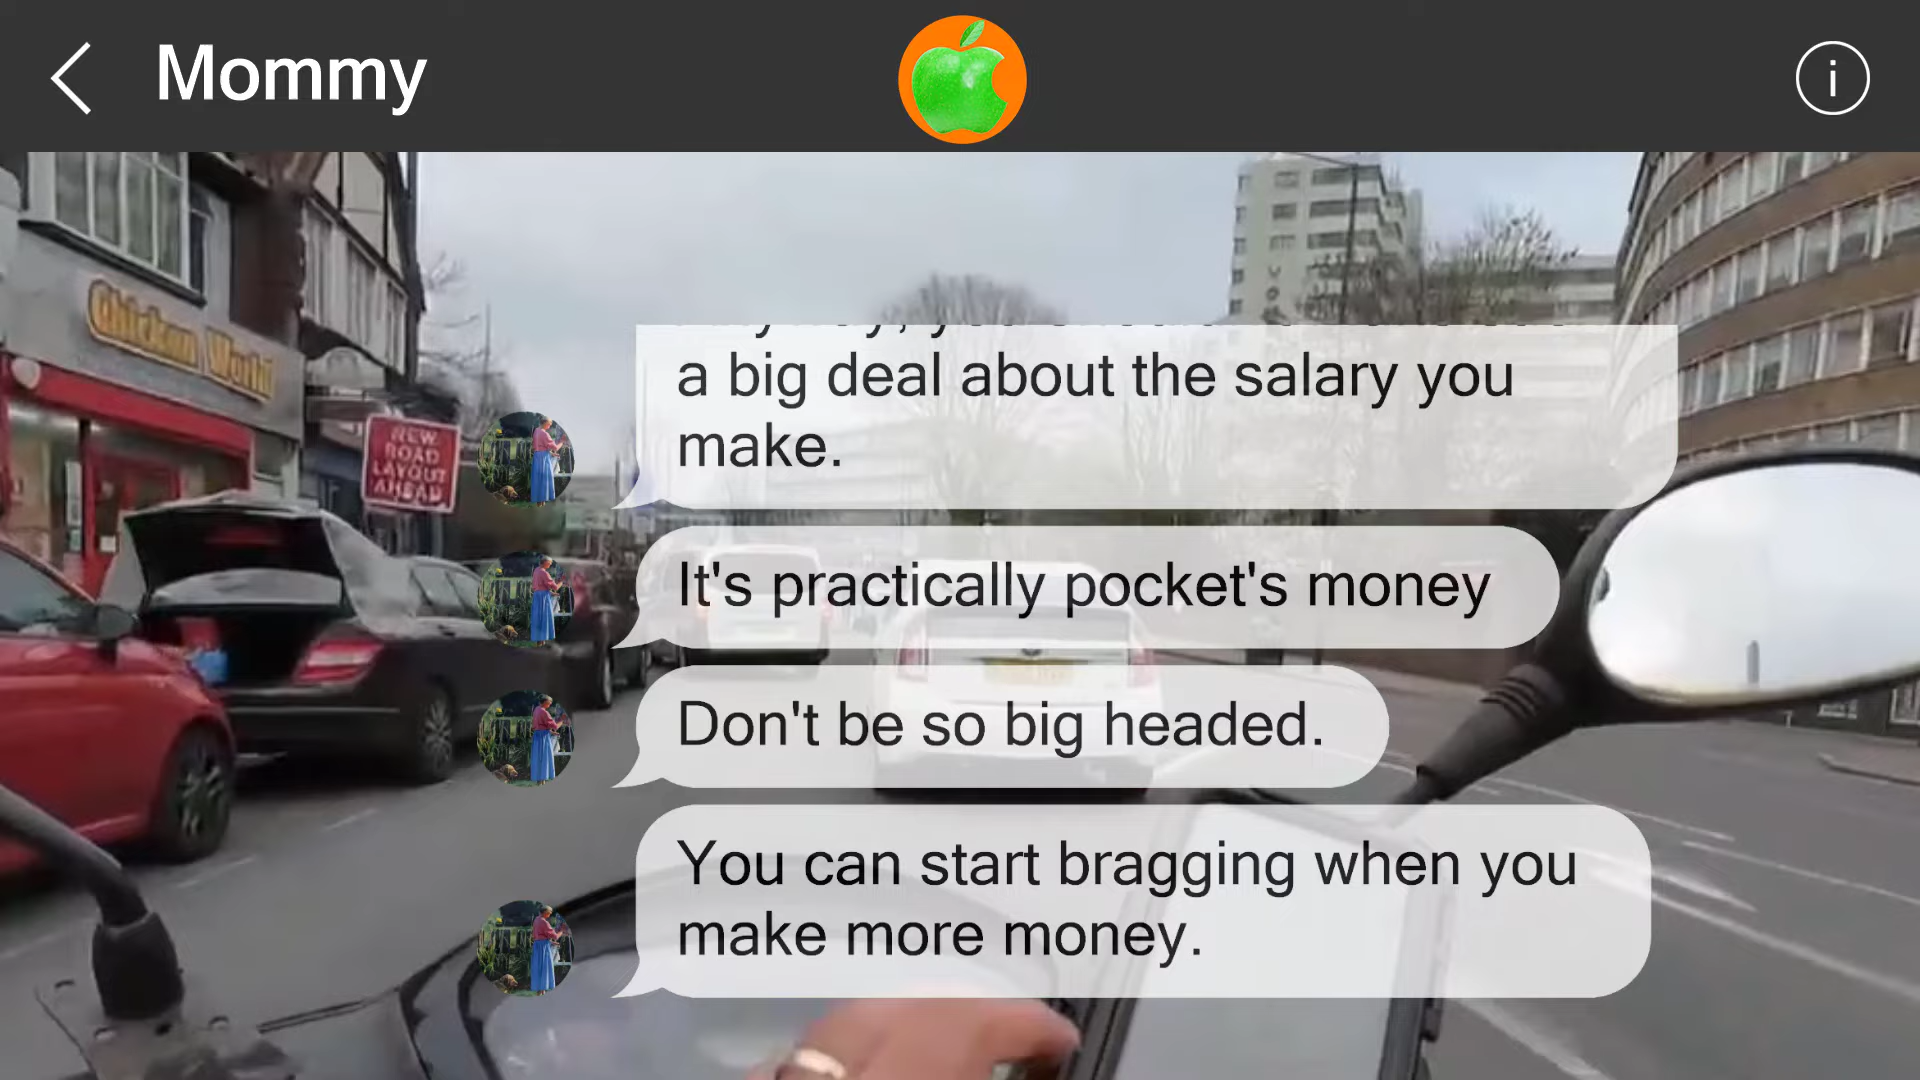 Mommy
i
Chicken World
NEW
ROAD
LAYOUT
AHEAD
a big deal about the salary you
make.
It's practically pocket's money
Don't be so big headed.
You can start bragging when you
make more money.